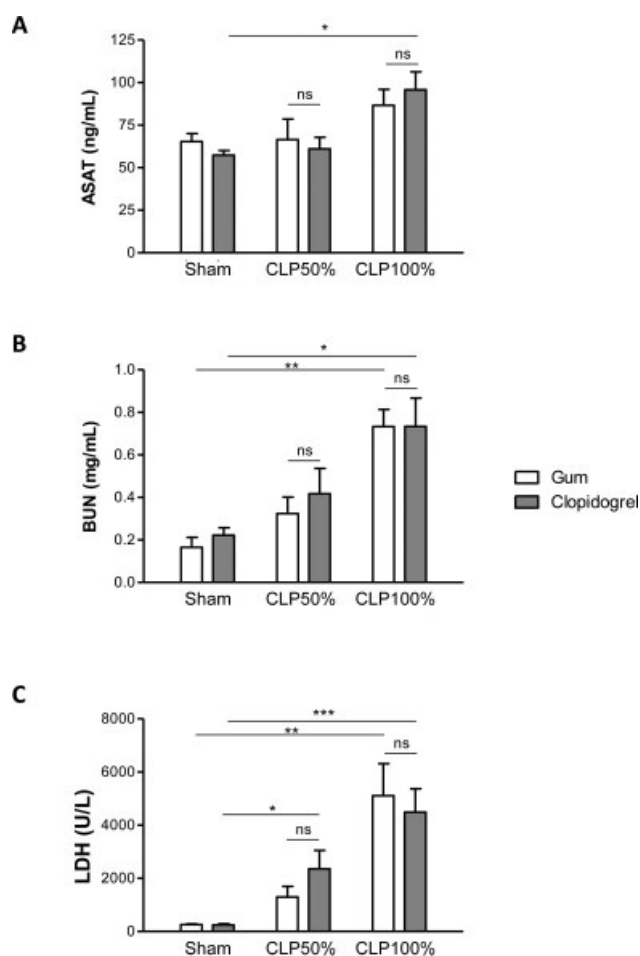 A
ASAT (ng/mL)
125
100
75
50
25
0
*
ns
ns
Sham
CLP50%
CLP100%
B
BUN (mg/mL)
1.0
0.8
0.6
0.4
0.2
0.0
*
**
ns
ns
Sham
CLP50%
CLP100%
Gum
Clopidogrel
C
LDH (U/L)
8000
6000
4000
2000
0
***
**
ns
*
ns
Sham
CLP50%
CLP100%